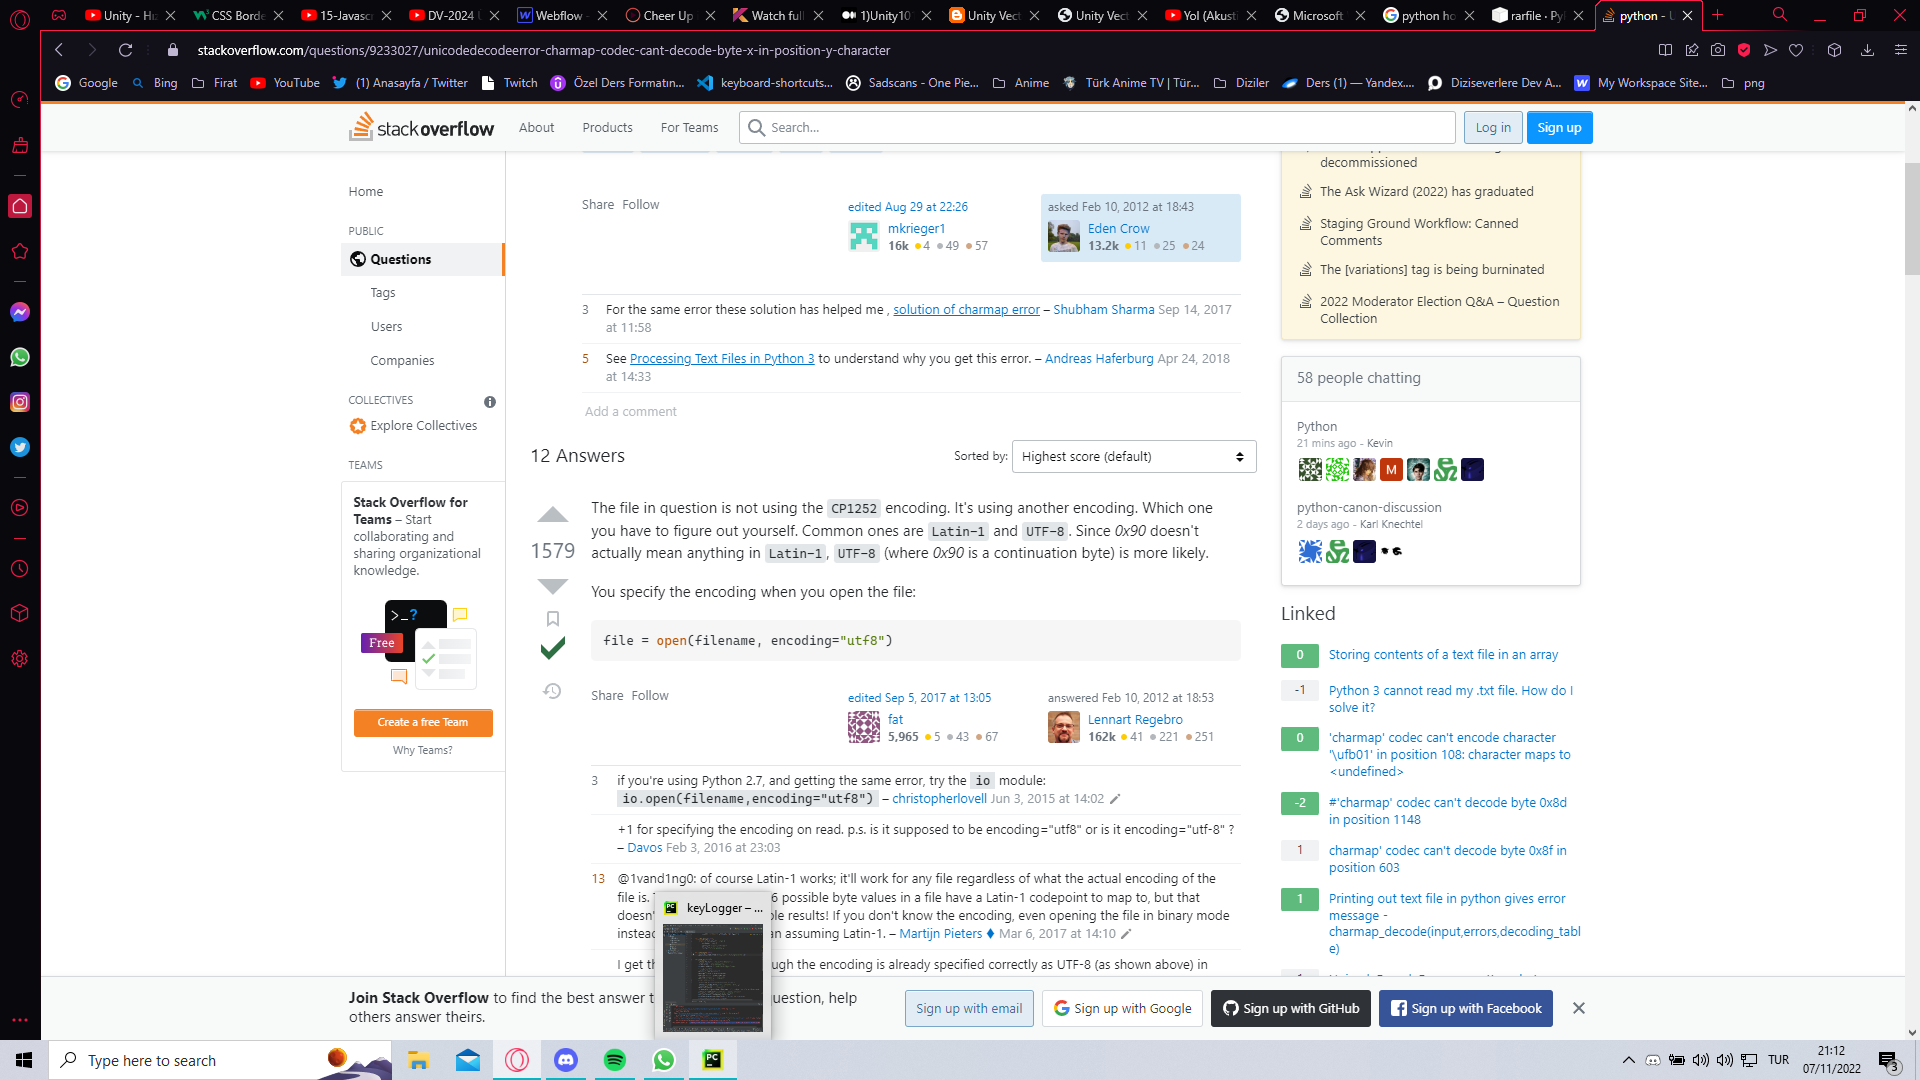 Unity - Hu
CSS Borde
15-Javascr
DV-2024 U
Webflow -
Cheer Up
Watch full
1)Unity10
Unity Vect
Unity Vect
Yol (Akusti
Microsoft
python ho
rarfile · Pyl
python - U
stackoverflow.com/questions/9233027/unicodedecodeerror-charmap-codec-cant-decode-byte-x-in-position-y-character
Google
Bing
Firat
YouTube
(1) Anasayfa / Twitter
Twitch
Özel Ders Formatın...
keyboard-shortcuts...
Sadscans - One Pie...
Anime
Türk Anime TV | Tür...
Diziler
Ders (1) — Yandex....
Diziseverlere Dev A...
My Workspace Site...
png
stackoverflow
About
Products
For Teams
Search...
Log in
Sign up
Home
PUBLIC
Questions
Tags
Users
Companies
COLLECTIVES
Explore Collectives
TEAMS
Stack Overflow for
Teams – Start
collaborating and
sharing organizational
knowledge.
>_?
Free
Create a free Team
Why Teams?
Share Follow
edited Aug 29 at 22:26
mkrieger1
16k 4 49 57
asked Feb 10, 2012 at 18:43
Eden Crow
13.2k 11 25 24
3 For the same error these solution has helped me , solution of charmap error – Shubham Sharma Sep 14, 2017
at 11:58
5 See Processing Text Files in Python 3 to understand why you get this error. – Andreas Haferburg Apr 24, 2018
at 14:33
Add a comment
12 Answers
Sorted by: Highest score (default)
1579
The file in question is not using the CP1252 encoding. It's using another encoding. Which one
you have to figure out yourself. Common ones are Latin-1 and UTF-8. Since 0x90 doesn't
actually mean anything in Latin-1, UTF-8 (where 0x90 is a continuation byte) is more likely.
You specify the encoding when you open the file:
file = open(filename, encoding="utf8")
Share Follow
edited Sep 5, 2017 at 13:05
fat
5,965 5 43 67
answered Feb 10, 2012 at 18:53
Lennart Regebro
162k 41 221 251
3 if you're using Python 2.7, and getting the same error, try the io module:
io.open(filename,encoding="utf8") – christopherlovell Jun 3, 2015 at 14:02
+1 for specifying the encoding on read. p.s. is it supposed to be encoding="utf8" or is it encoding="utf-8" ?
– Davos Feb 3, 2016 at 23:03
13 @1vand1ng0: of course Latin-1 works; it'll work for any file regardless of what the actual encoding of the
file is. 6 possible byte values in a file have a Latin-1 codepoint to map to, but that
doesn' le results! If you don't know the encoding, even opening the file in binary mode
instead an assuming Latin-1. – Martijn Pieters ♦ Mar 6, 2017 at 14:10
I get th ugh the encoding is already specified correctly as UTF-8 (as shown above) in
keyLogger – ...
decommissioned
The Ask Wizard (2022) has graduated
Staging Ground Workflow: Canned
Comments
The [variations] tag is being burninated
2022 Moderator Election Q&A – Question
Collection
58 people chatting
Python
21 mins ago - Kevin
M
python-canon-discussion
2 days ago - Karl Knechtel
Linked
0 Storing contents of a text file in an array
-1 Python 3 cannot read my .txt file. How do I
solve it?
0 'charmap' codec can't encode character
'\ufb01' in position 108: character maps to
<undefined>
-2 #'charmap' codec can't decode byte 0x8d
in position 1148
1 charmap' codec can't decode byte 0x8f in
position 603
1 Printing out text file in python gives error
message -
charmap_decode(input,errors,decoding_tabl
e)
Join Stack Overflow to find the best answer t question, help
others answer theirs.
Sign up with email
Sign up with Google
Sign up with GitHub
Sign up with Facebook
Type here to search
PC
TUR
21:12
07/11/2022
3